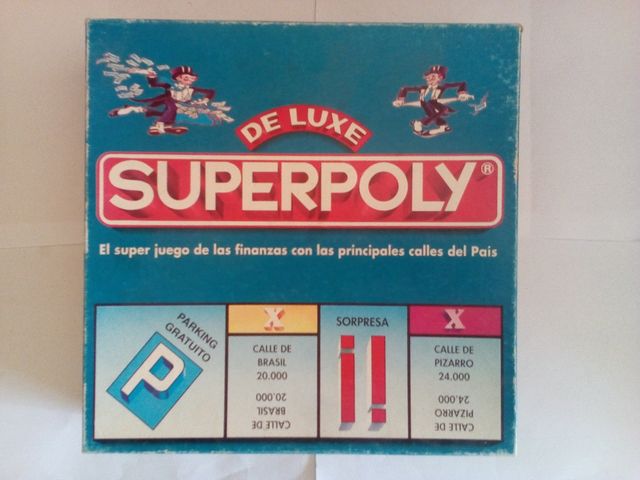 DE LUXE
SUPERPOLY®
El super juego de las finanzas con las principales calles del Pais
PARKING
GRATUITO
P
X
CALLE DE
BRASIL
20.000
20.000
BRASIL
CALLE DE
SORPRESA
¡!
X
CALLE DE
PIZARRO
24.000
24.000
PIZARRO
CALLE DE